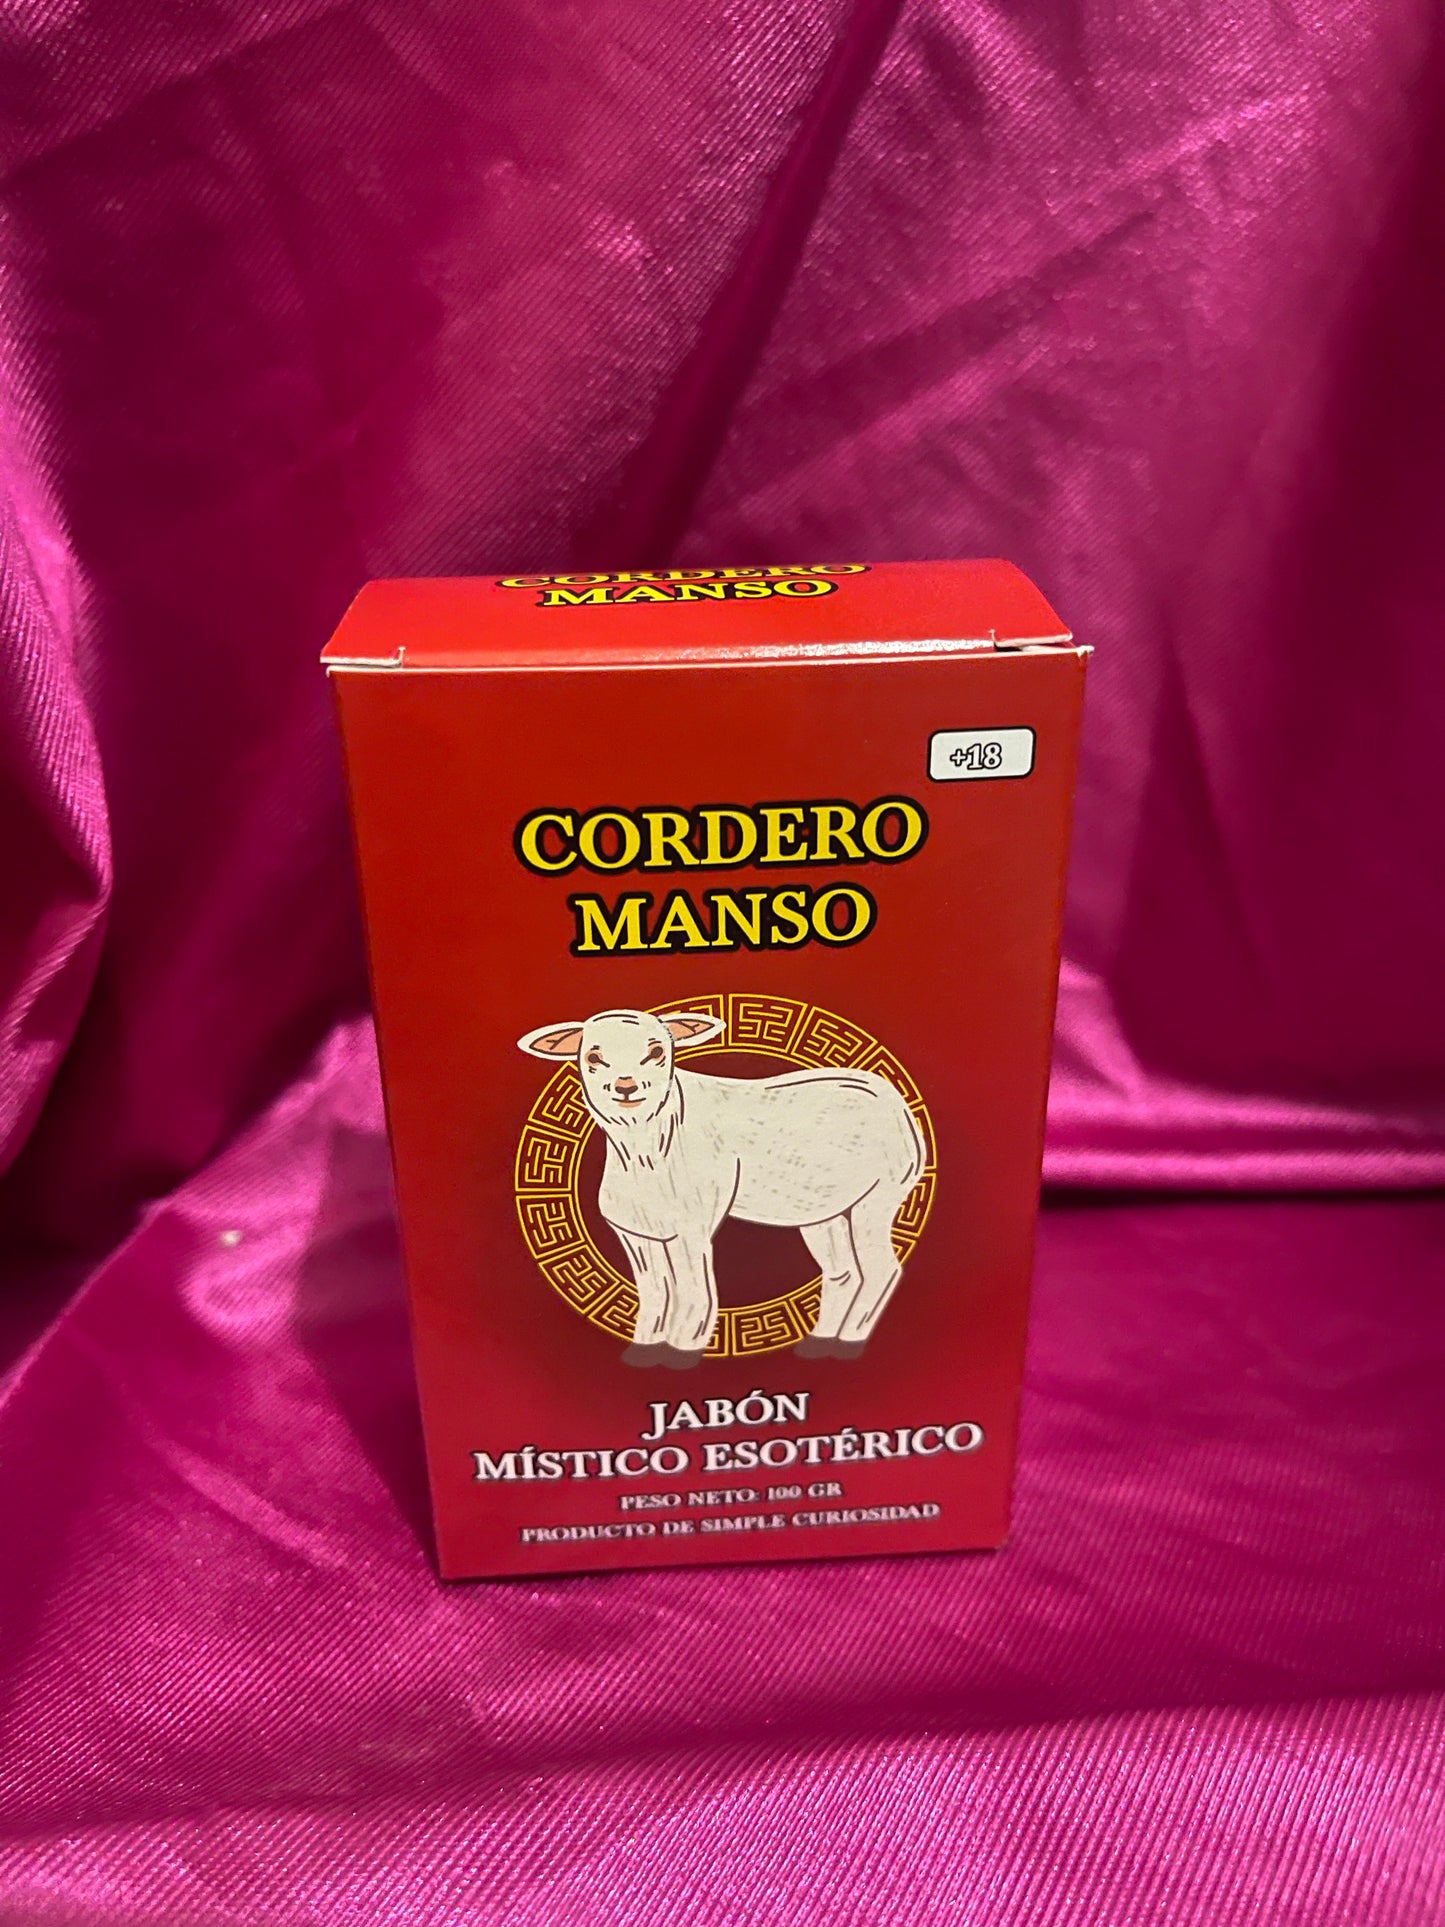 CORDERO
MANSO
+18
CORDERO
MANSO
JABÓN
MÍSTICO ESOTÉRICO
PESO NETO: 100 GR
PRODUCTO DE SIMPLE CURIOSIDAD